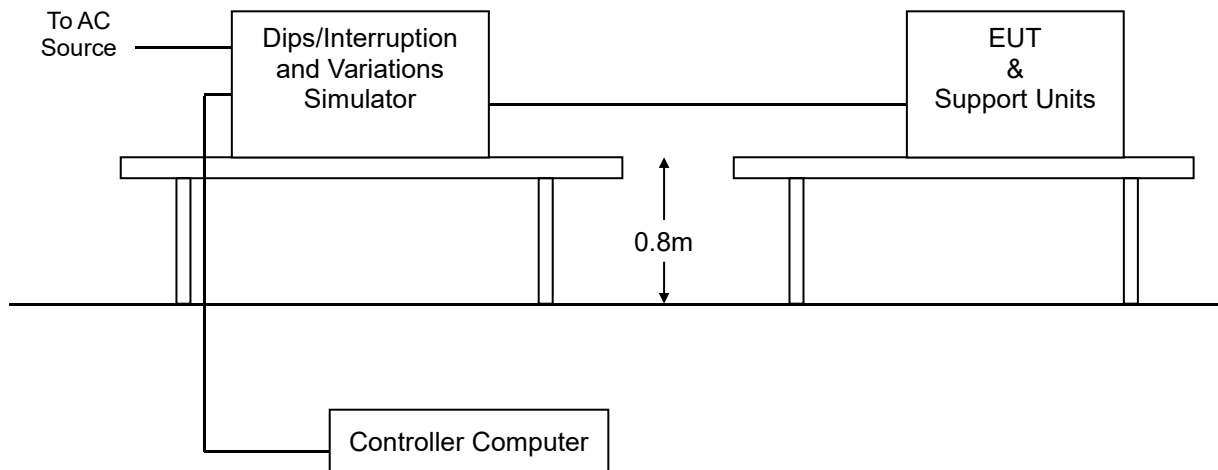 To AC
Source
Dips/Interruption
and Variations
Simulator
EUT
&
Support Units
0.8m
Controller Computer